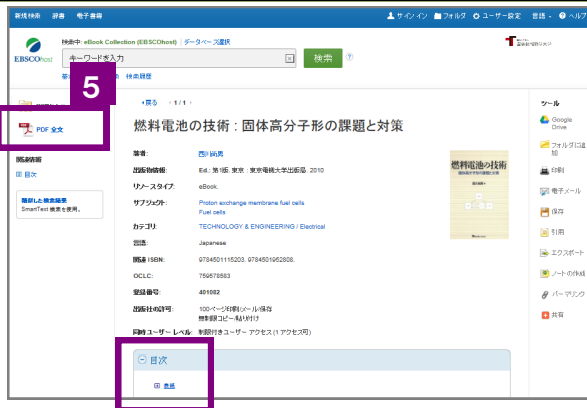 新規検索 辞書 電子書籍
サインイン フォルダ ユーザー設定 言語 ヘルプ
検索中: eBook Collection (EBSCOhost) データベース選択
EBSCOhost
キーワードを入力
検索
検索履歴
5
戻る 1 / 1
PDF 全文
関連情報
目次
類似した検索結果
SmartText 検索を使用。
燃料電池の技術 : 固体高分子形の課題と対策
著者: 西川尚男
出版物情報: Ed.: 第1版. 東京 : 東京電機大学出版局. 2010
リソースタイプ: eBook.
サブジェクト: Proton exchange membrane fuel cells
Fuel cells
カテゴリ: TECHNOLOGY & ENGINEERING / Electrical
言語: Japanese
関連 ISBN: 9784501115203. 9784501952808.
OCLC: 759578583
登録番号: 401082
出版社の許可: 100ページ印刷/メール/保存
無制限コピー/貼り付け
同時ユーザー レベル: 制限付きユーザー アクセス (1 アクセス可)
目次
表紙
燃料電池の技術
ツール
Google
Drive
フォルダに追
加
印刷
電子メール
保存
引用
エクスポート
ノートの作成
パーマリンク
共有